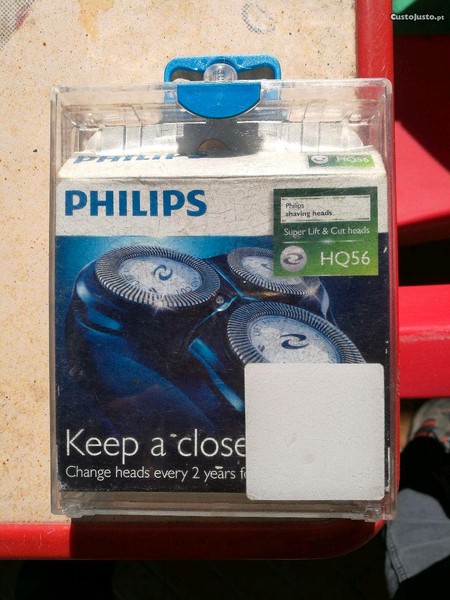 CustoJusto.pt
PHILIPS
HQ56
PHILIPS
Philips
shaving heads
Super Lift & Cut heads
HQ56
Keep a close
Change heads every 2 years